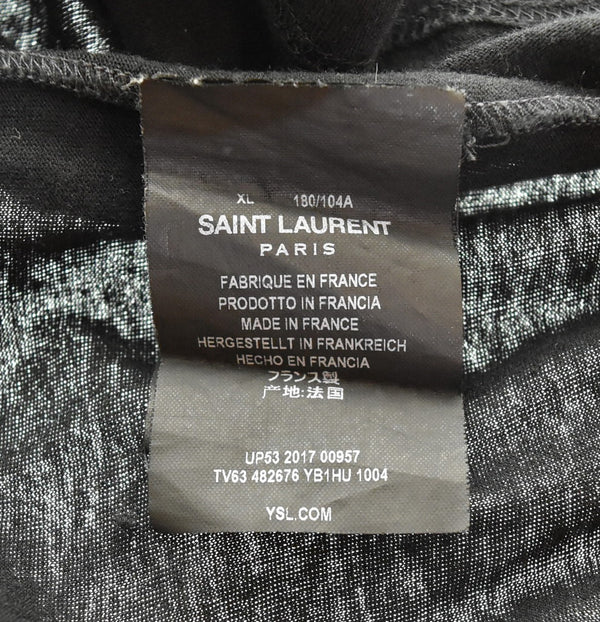 XL 180/104A
SAINT LAURENT
PARIS
FABRIQUE EN FRANCE
PRODOTTO IN FRANCIA
MADE IN FRANCE
HERGESTELLT IN FRANKREICH
HECHO EN FRANCIA
フランス製
产地:法国
UP53 2017 00957
TV63 482676 YB1HU 1004
YSL.COM